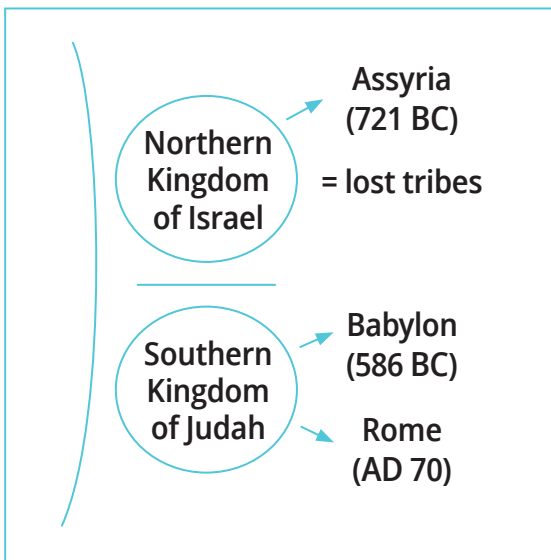 Assyria
(721 BC)
Northern
Kingdom
of Israel
= lost tribes
Babylon
(586 BC)
Southern
Kingdom
of Judah
Rome
(AD 70)